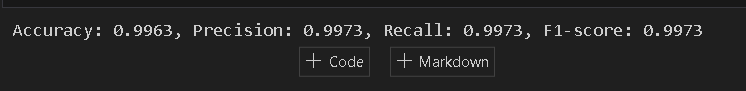 Accuracy: 0.9963, Precision: 0.9973, Recall: 0.9973, F1-score: 0.9973
+ Code + Markdown